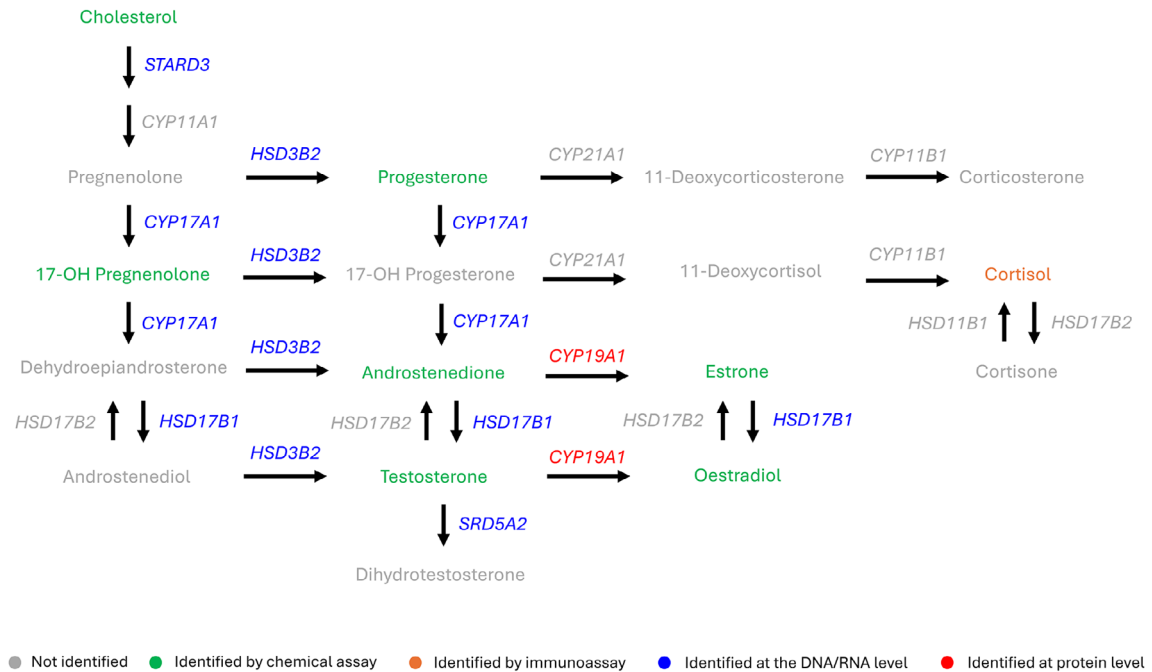 Cholesterol
STARD3
CYP11A1
HSD3B2 CYP21A1 CYP11B1
Pregnenolone Progesterone 11-Deoxycorticosterone Corticosterone
CYP17A1 CYP17A1
HSD3B2 CYP21A1 CYP11B1
17-OH Pregnenolone 17-OH Progesterone 11-Deoxycortisol Cortisol
CYP17A1 CYP17A1 HSD11B1 HSD17B2
HSD3B2 CYP19A1
Dehydroepiandrosterone Androstenedione Estrone Cortisone
HSD17B2 HSD17B1 HSD17B2 HSD17B1 HSD17B2 HSD17B1
HSD3B2 CYP19A1
Androstenediol Testosterone Oestradiol
SRD5A2
Dihydrotestosterone
Not identified Identified by chemical assay Identified by immunoassay Identified at the DNA/RNA level Identified at protein level